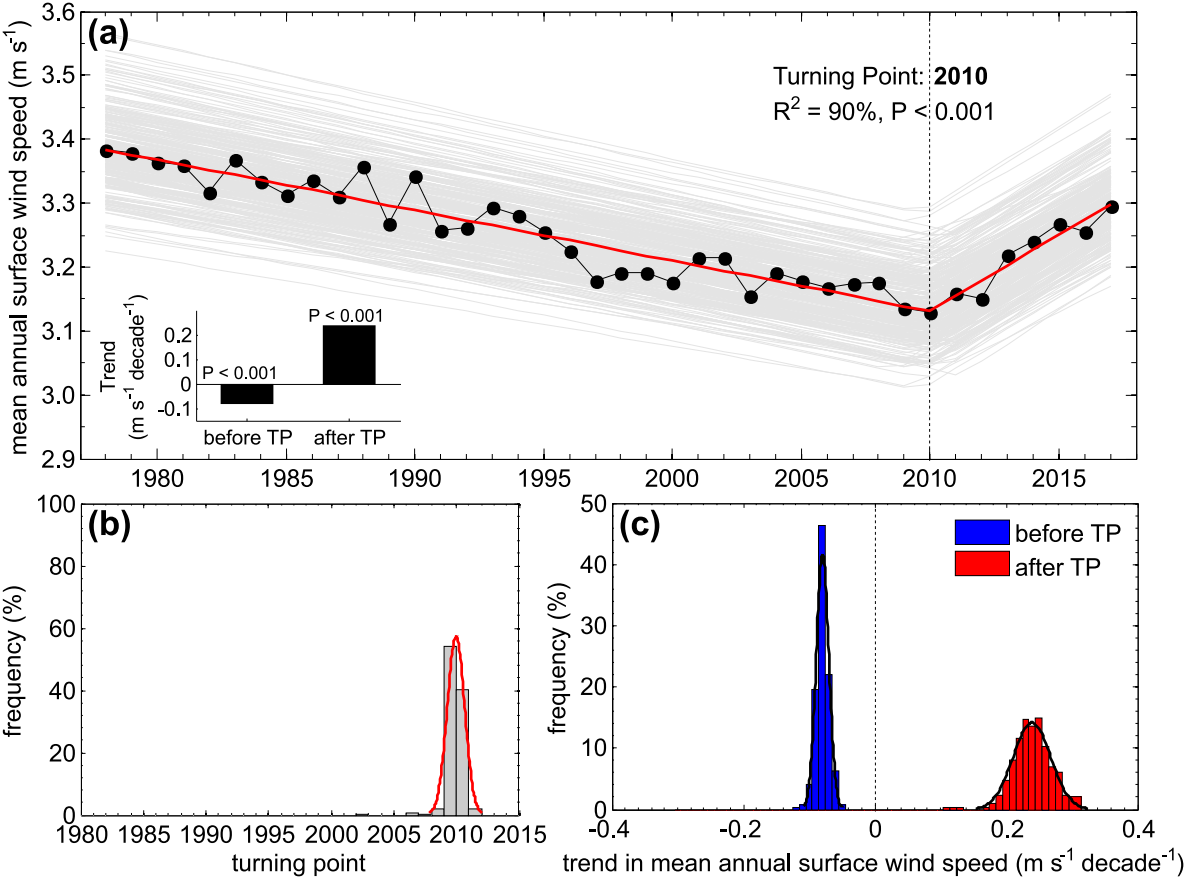 (a)
mean annual surface wind speed (m s⁻¹)
3.6
3.5
3.4
3.3
3.2
3.1
3.0
2.9
Turning Point: 2010
R² = 90%, P < 0.001
Trend
(m s⁻¹ decade⁻¹)
0.2
0.1
0
-0.1
P < 0.001
P < 0.001
before TP after TP
1980 1985 1990 1995 2000 2005 2010 2015
(b)
frequency (%)
100
80
60
40
20
0
1980 1985 1990 1995 2000 2005 2010 2015
turning point
(c)
frequency (%)
50
40
30
20
10
0
before TP
after TP
-0.4 -0.2 0 0.2 0.4
trend in mean annual surface wind speed (m s⁻¹ decade⁻¹)